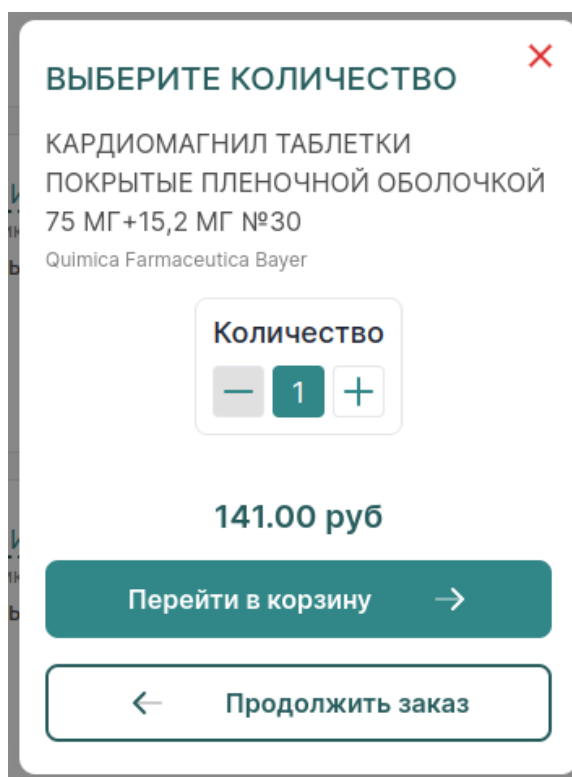 ВЫБЕРИТЕ КОЛИЧЕСТВО
КАРДИОМАГНИЛ ТАБЛЕТКИ
ПОКРЫТЫЕ ПЛЕНОЧНОЙ ОБОЛОЧКОЙ
75 МГ+15,2 МГ №30
Quimica Farmaceutica Bayer
Количество
1
141.00 руб
Перейти в корзину
Продолжить заказ